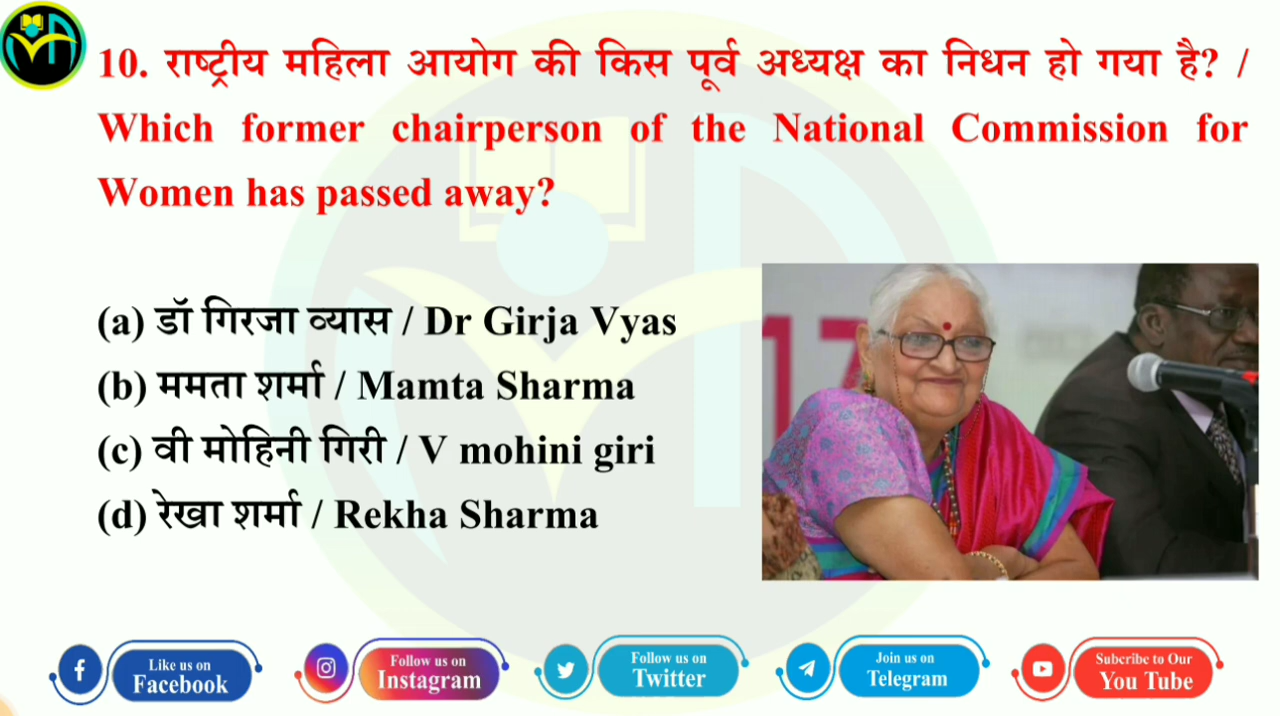 10. राष्ट्रीय महिला आयोग की किस पूर्व अध्यक्ष का निधन हो गया है? /
Which former chairperson of the National Commission for
Women has passed away?
(a) डॉ गिरजा व्यास / Dr Girja Vyas
(b) ममता शर्मा / Mamta Sharma
(c) वी मोहिनी गिरी / V mohini giri
(d) रेखा शर्मा / Rekha Sharma
17
Like us on
Facebook
Follow us on
Instagram
Follow us on
Twitter
Join us on
Telegram
Subcribe to Our
You Tube